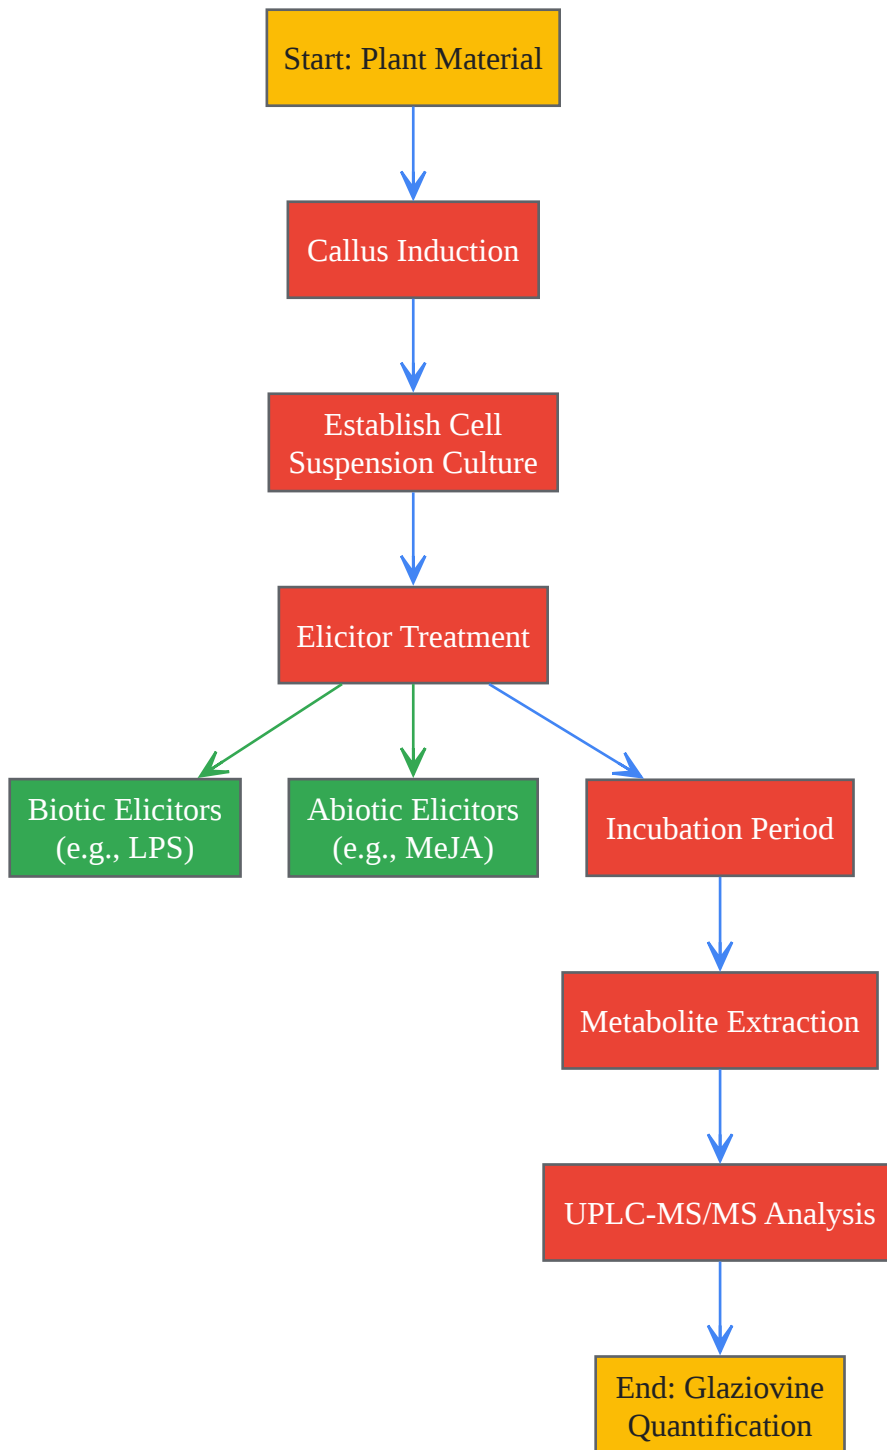 Start: Plant Material
Callus Induction
Establish Cell
Suspension Culture
Elicitor Treatment
Biotic Elicitors
(e.g., LPS)
Abiotic Elicitors
(e.g., MeJA)
Incubation Period
Metabolite Extraction
UPLC-MS/MS Analysis
End: Glaziovine
Quantification